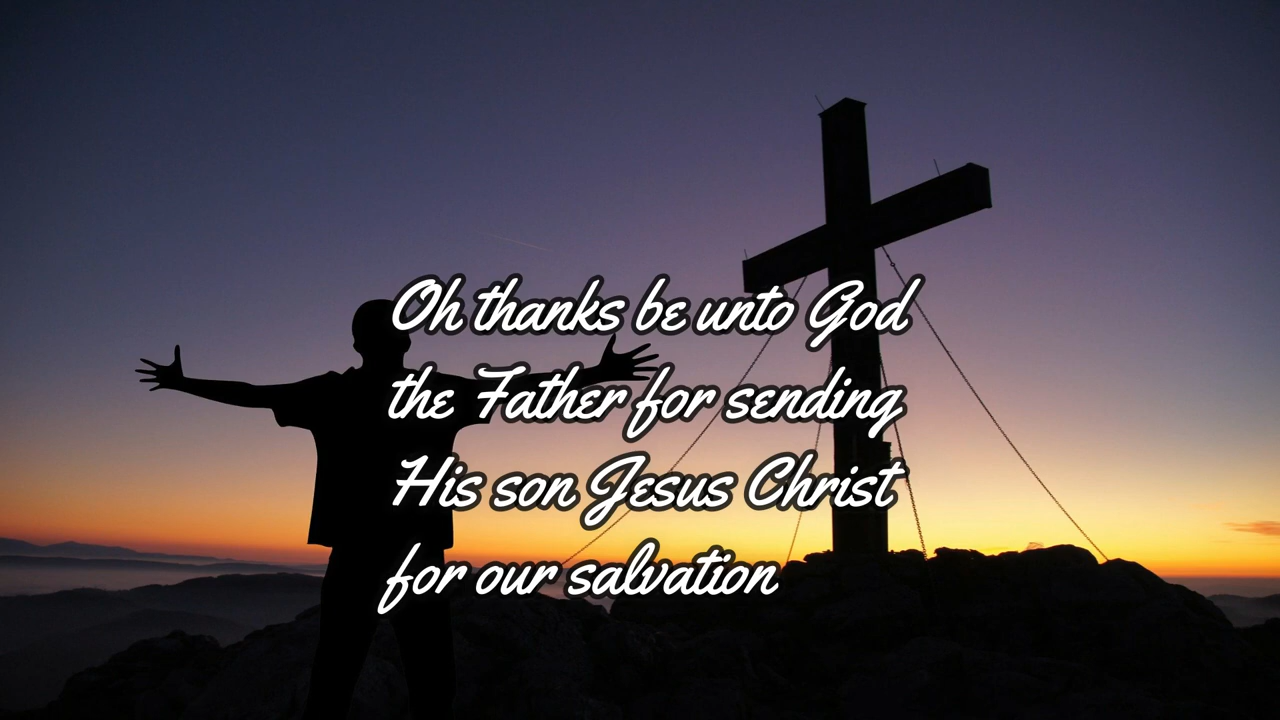 Oh thanks be unto God
the Father for sending
His son Jesus Christ
for our salvation